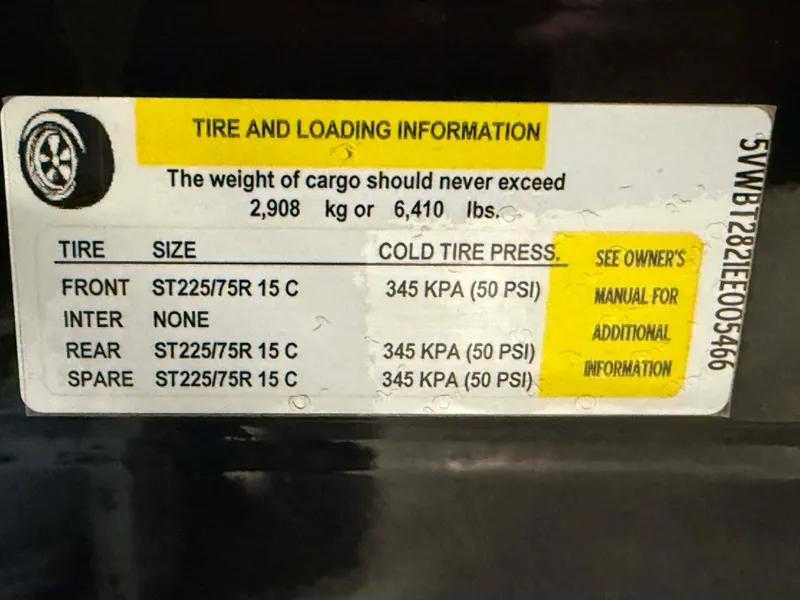 TIRE AND LOADING INFORMATION
The weight of cargo should never exceed
2,908 kg or 6,410 lbs.
TIRE SIZE COLD TIRE PRESS.
FRONT ST225/75R 15 C 345 KPA (50 PSI)
INTER NONE
REAR ST225/75R 15 C 345 KPA (50 PSI)
SPARE ST225/75R 15 C 345 KPA (50 PSI)
SEE OWNER'S
MANUAL FOR
ADDITIONAL
INFORMATION
5VWBT282IEE005466